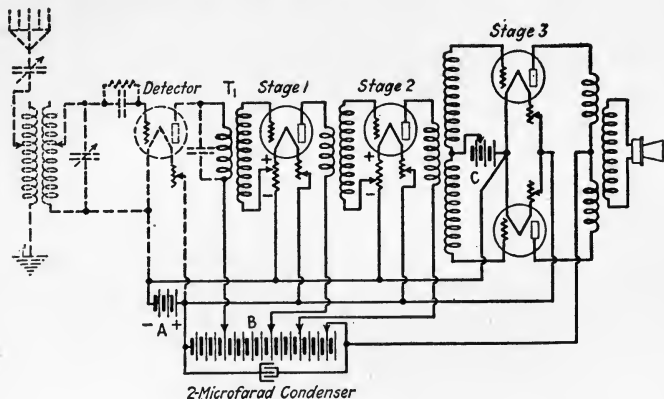 Stage 3
Detector
T1
Stage 1
Stage 2
+
-
+
-
C
- A +
B
2-Microfarad Condenser